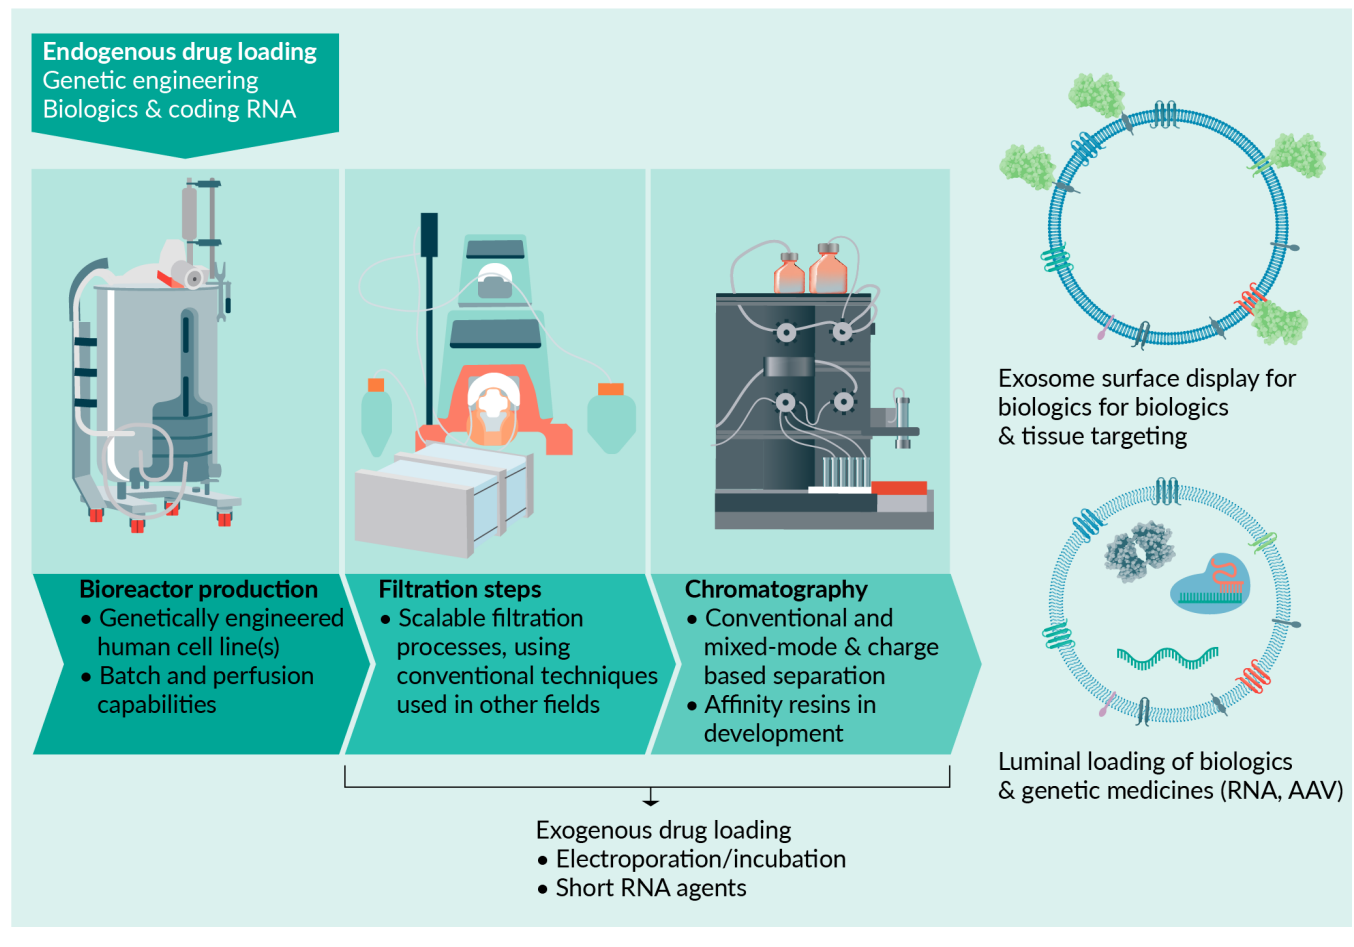 Endogenous drug loading
Genetic engineering
Biologics & coding RNA
Bioreactor production
• Genetically engineered
human cell line(s)
• Batch and perfusion
capabilities
Filtration steps
• Scalable filtration
processes, using
conventional techniques
used in other fields
Chromatography
• Conventional and
mixed-mode & charge
based separation
• Affinity resins in
development
Exogenous drug loading
• Electroporation/incubation
• Short RNA agents
Exosome surface display for
biologics for biologics
& tissue targeting
Luminal loading of biologics
& genetic medicines (RNA, AAV)